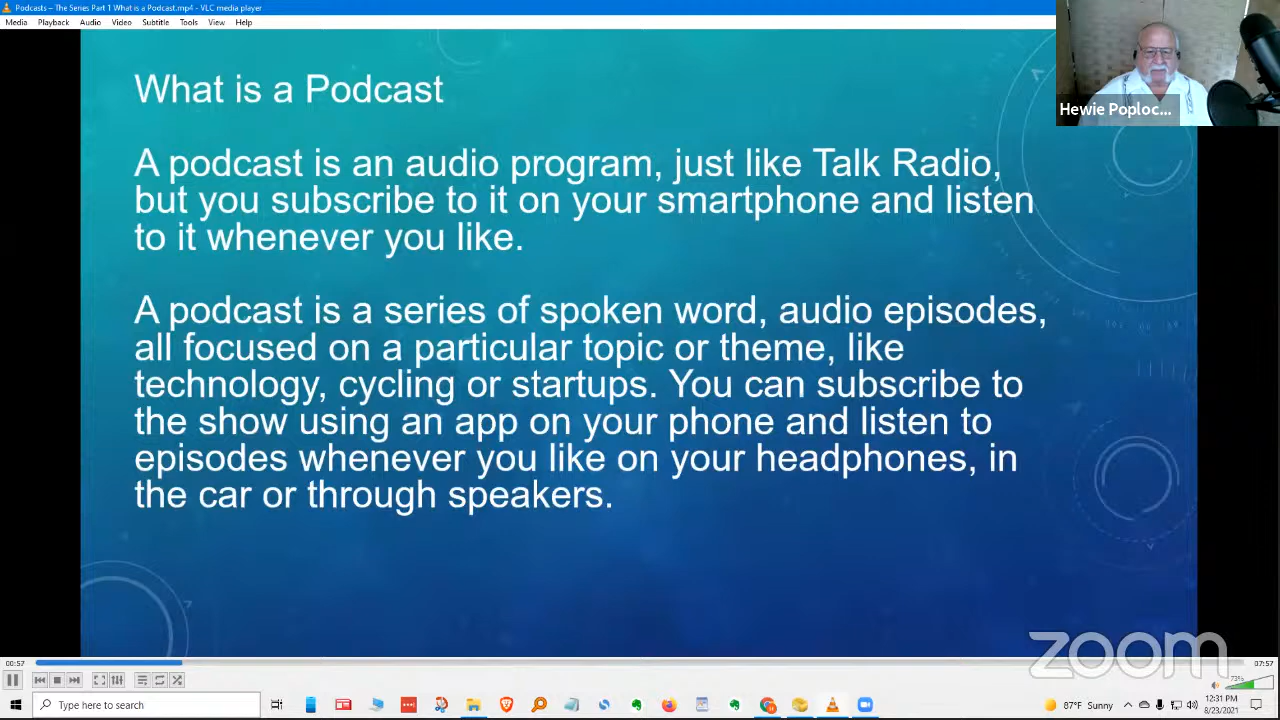 Podcasts – The Series Part 1 What is a Podcast.mp4 - VLC media player
Media Playback Audio Video Subtitle Tools View Help
Hewie Poploc...
What is a Podcast
A podcast is an audio program, just like Talk Radio,
but you subscribe to it on your smartphone and listen
to it whenever you like.
A podcast is a series of spoken word, audio episodes,
all focused on a particular topic or theme, like
technology, cycling or startups. You can subscribe to
the show using an app on your phone and listen to
episodes whenever you like on your headphones, in
the car or through speakers.
zoom
00:57
07:57
73%
Type here to search
87°F Sunny
12:31 PM
8/23/2021